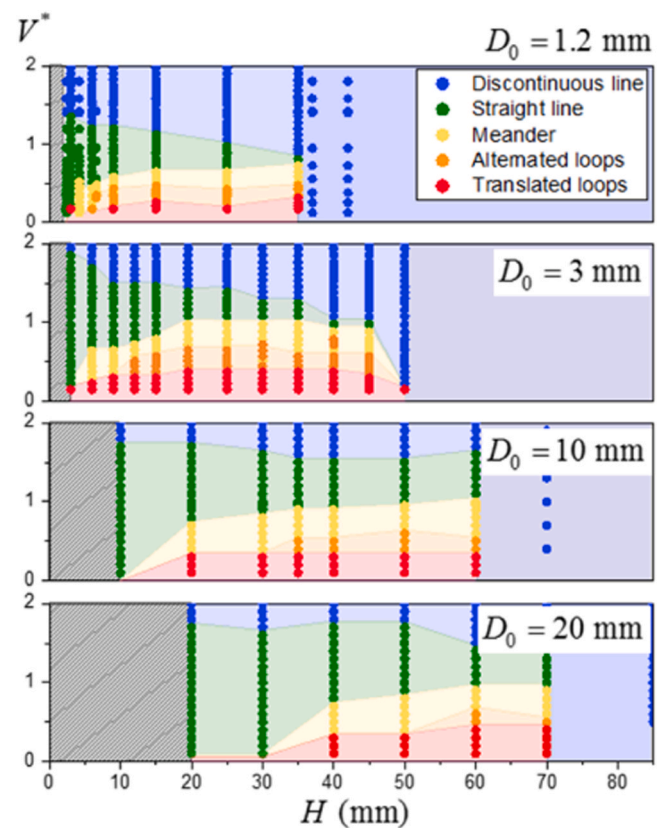 V*
D₀ = 1.2 mm
2
1
0
Discontinuous line
Straight line
Meander
Alternated loops
Translated loops
2
1
0
D₀ = 3 mm
2
1
0
D₀ = 10 mm
2
1
0
D₀ = 20 mm
0 10 20 30 40 50 60 70 80
H (mm)